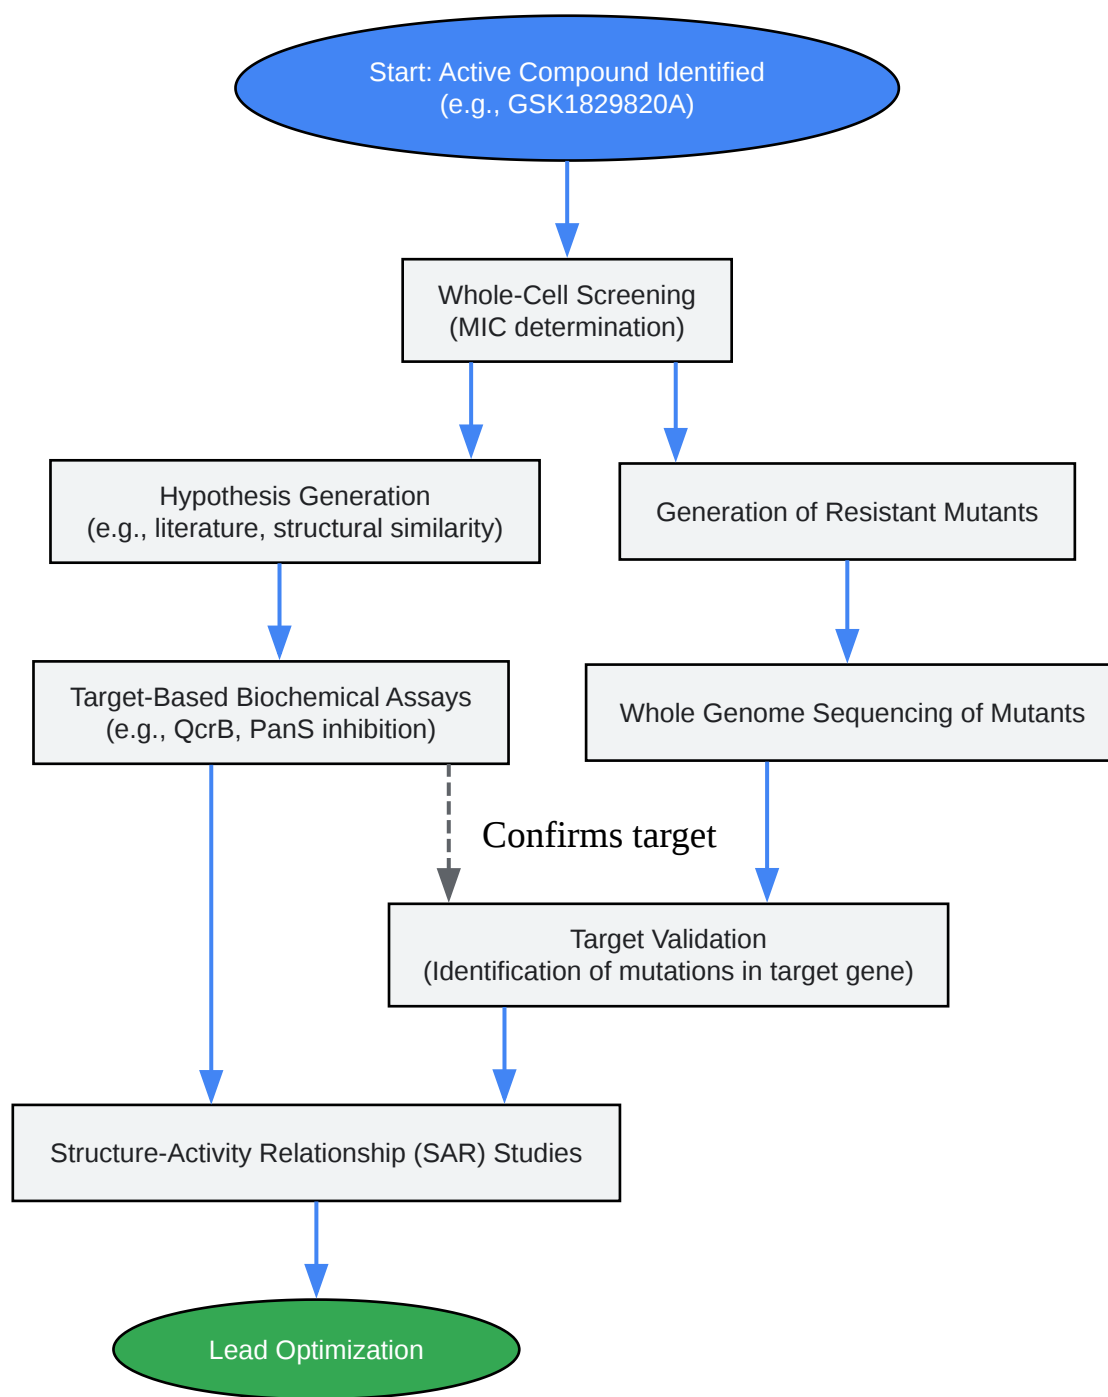 Start: Active Compound Identified
(e.g., GSK1829820A)
Whole-Cell Screening
(MIC determination)
Hypothesis Generation
(e.g., literature, structural similarity)
Generation of Resistant Mutants
Target-Based Biochemical Assays
(e.g., QcrB, PanS inhibition)
Whole Genome Sequencing of Mutants
Confirms target
Target Validation
(Identification of mutations in target gene)
Structure-Activity Relationship (SAR) Studies
Lead Optimization